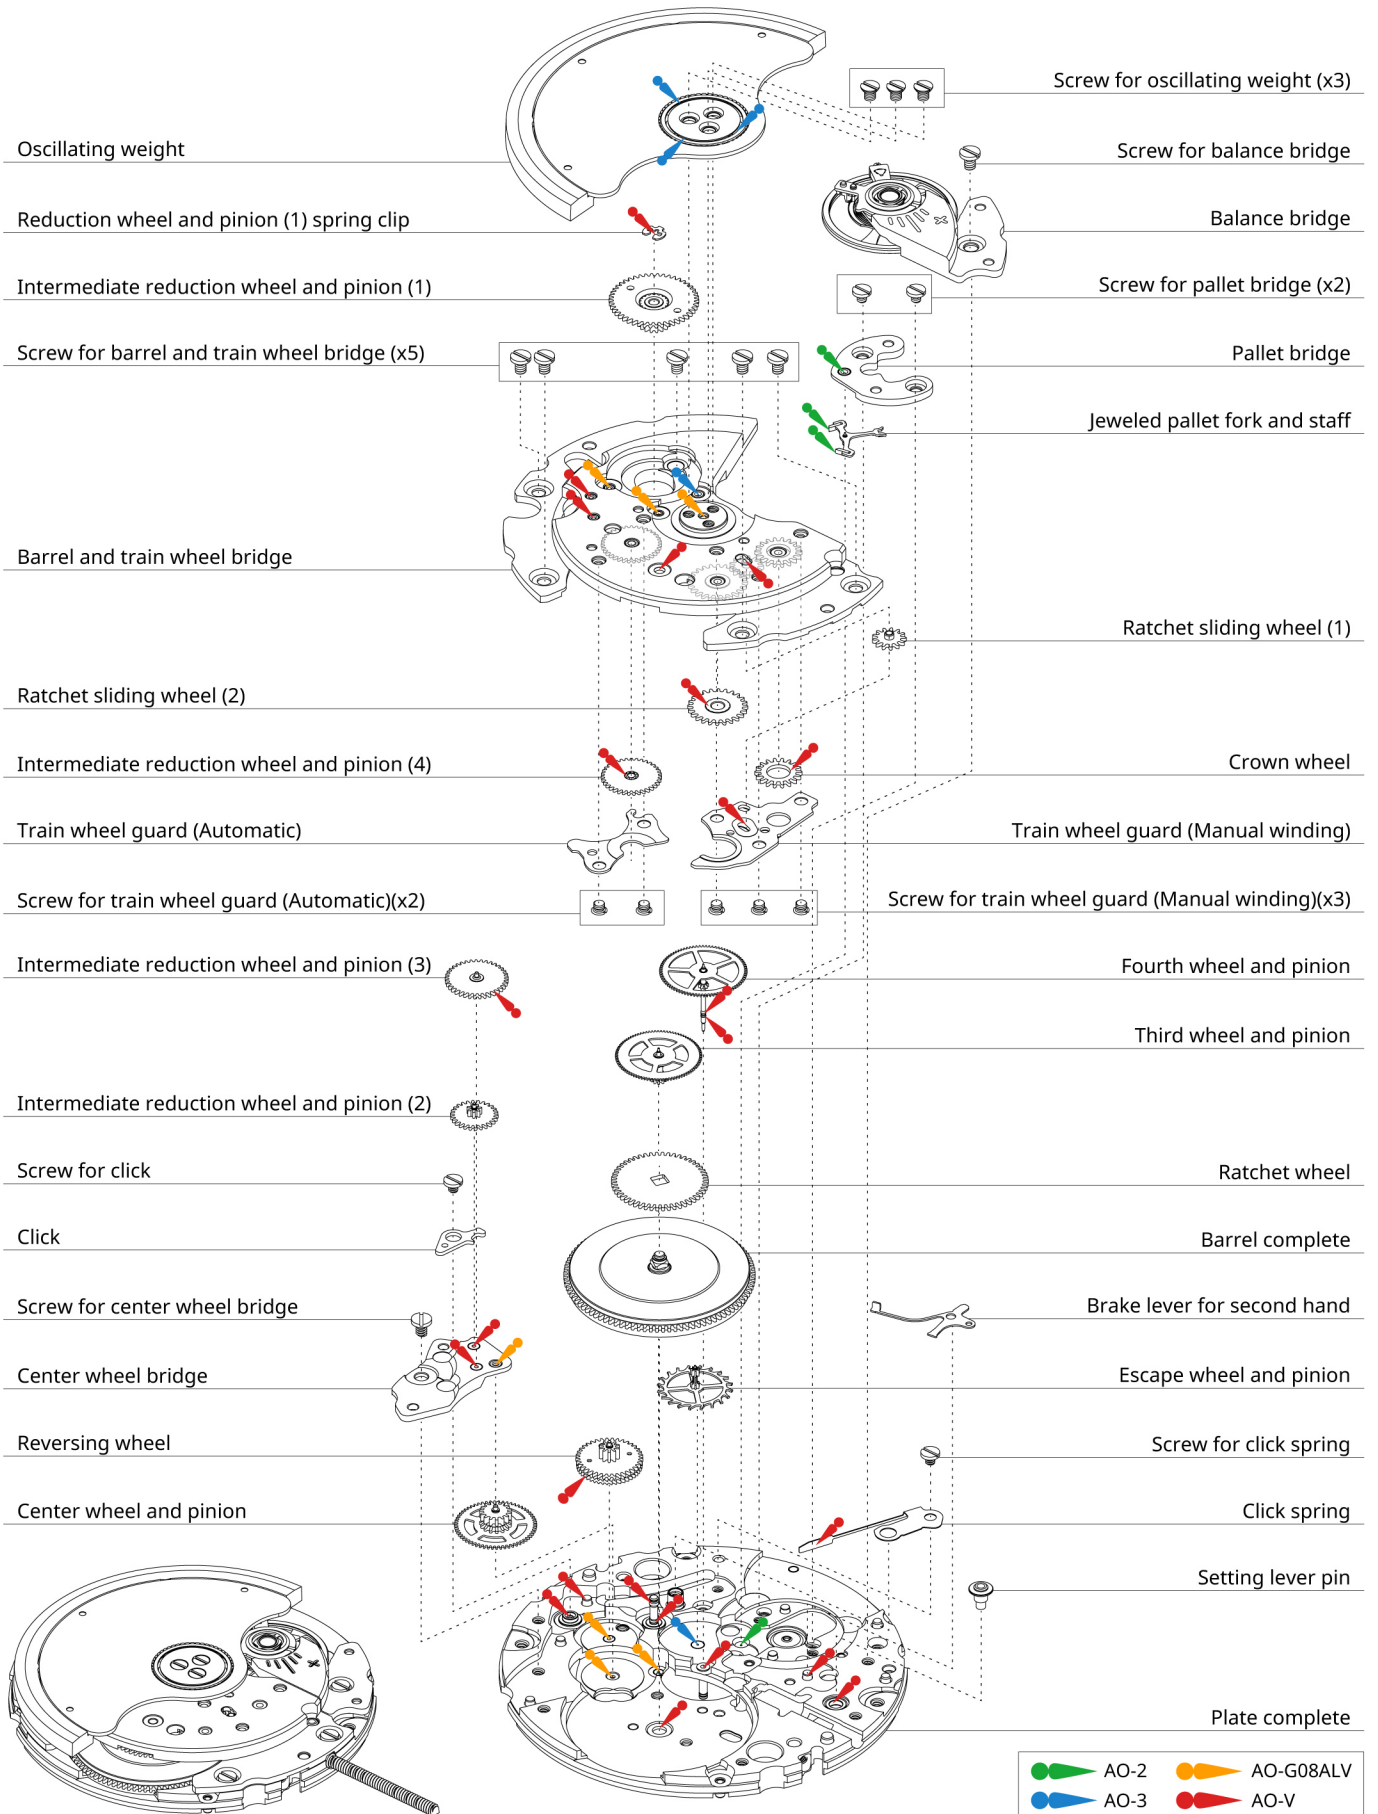 Screw for oscillating weight (x3)
Oscillating weight
Screw for balance bridge
Reduction wheel and pinion (1) spring clip
Balance bridge
Intermediate reduction wheel and pinion (1)
Screw for pallet bridge (x2)
Screw for barrel and train wheel bridge (x5)
Pallet bridge
Jeweled pallet fork and staff
Barrel and train wheel bridge
Ratchet sliding wheel (1)
Ratchet sliding wheel (2)
Intermediate reduction wheel and pinion (4)
Crown wheel
Train wheel guard (Automatic)
Train wheel guard (Manual winding)
Screw for train wheel guard (Automatic)(x2)
Screw for train wheel guard (Manual winding)(x3)
Intermediate reduction wheel and pinion (3)
Fourth wheel and pinion
Third wheel and pinion
Intermediate reduction wheel and pinion (2)
Screw for click
Ratchet wheel
Click
Barrel complete
Screw for center wheel bridge
Brake lever for second hand
Center wheel bridge
Escape wheel and pinion
Reversing wheel
Screw for click spring
Center wheel and pinion
Click spring
Setting lever pin
Plate complete
AO-2
AO-G08ALV
AO-3
AO-V